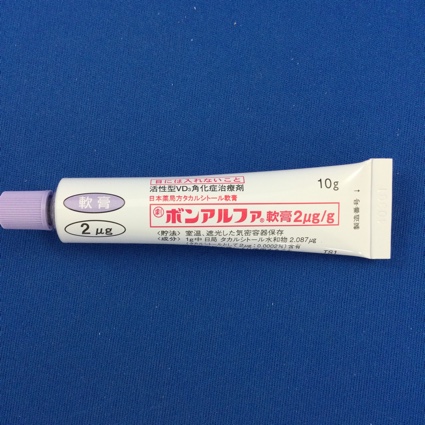 目には入れないこと
活性型VD₃角化症治療剤
日本薬局方タカルシトール軟膏
劇 ボンアルファ® 軟膏2μg/g
10g
軟膏
2μg
〈貯法〉 室温、遮光した気密容器保存
〈成分〉 1g中 日局 タカルシトール水和物 2.087μg
製造番号